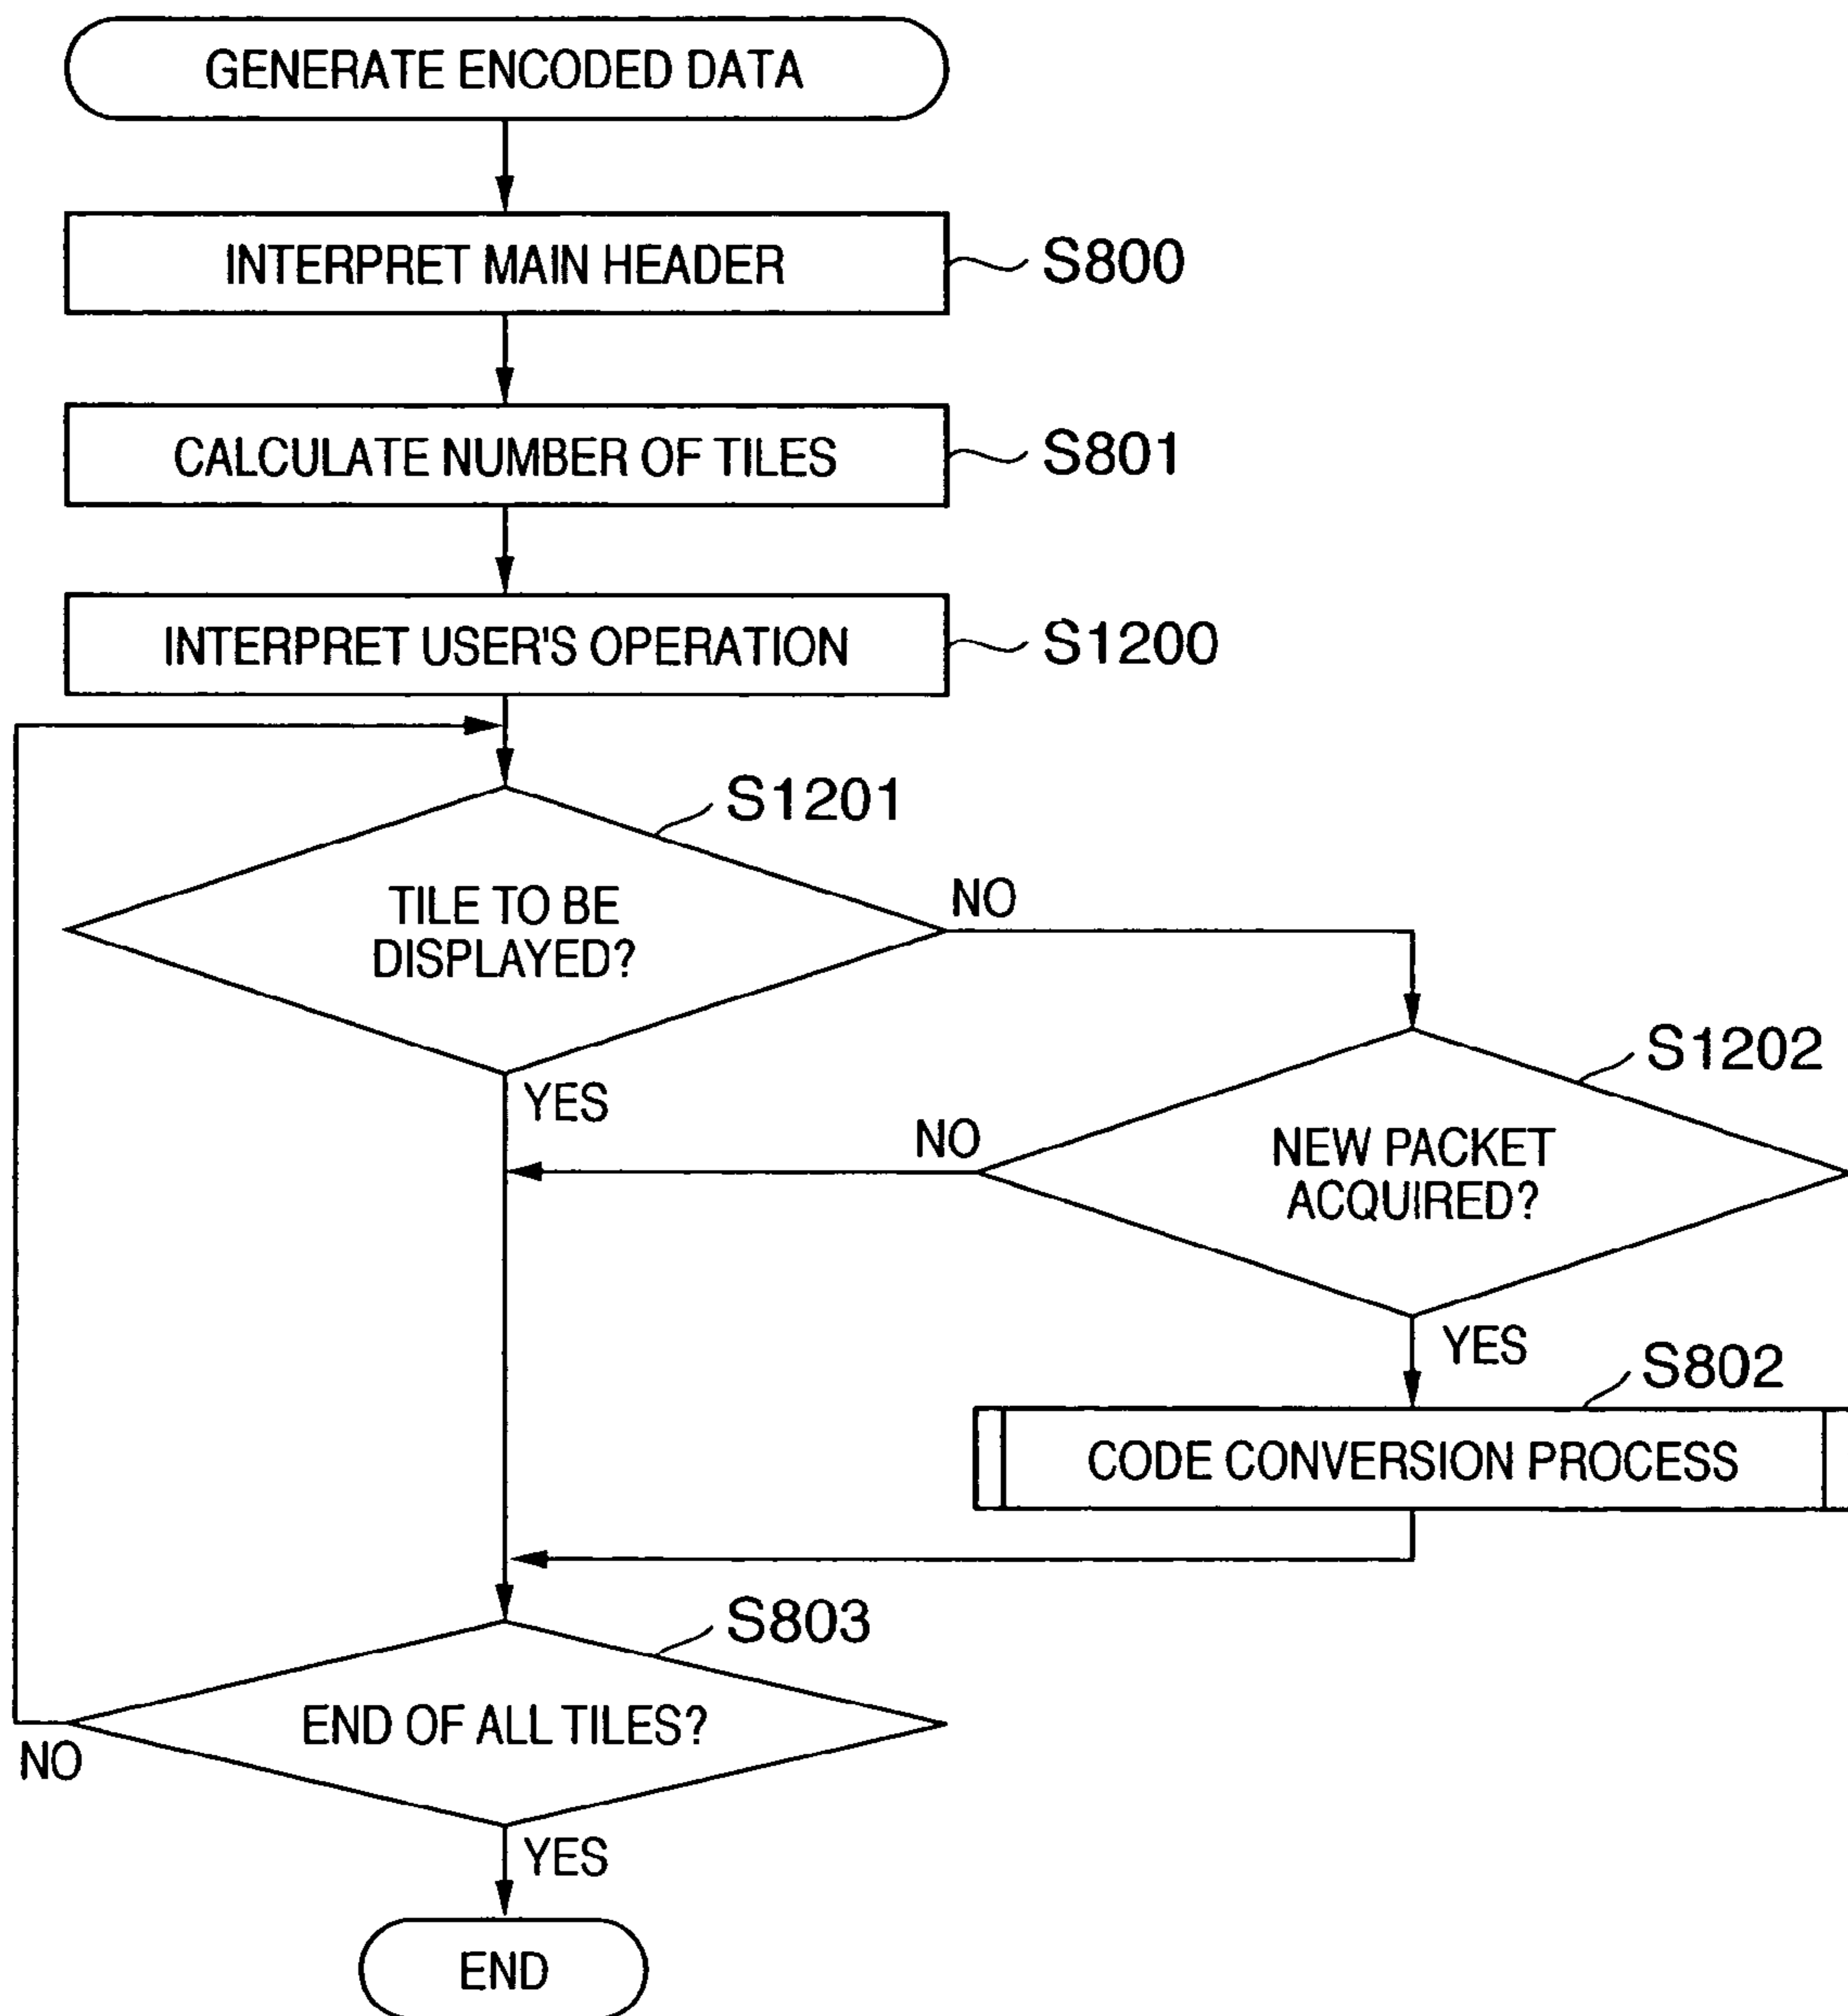 GENERATE ENCODED DATA
INTERPRET MAIN HEADER
S800
CALCULATE NUMBER OF TILES
S801
INTERPRET USER'S OPERATION
S1200
S1201
TILE TO BE
DISPLAYED?
NO
S1202
YES
NO
NEW PACKET
ACQUIRED?
YES
S802
CODE CONVERSION PROCESS
S803
END OF ALL TILES?
NO
YES
END